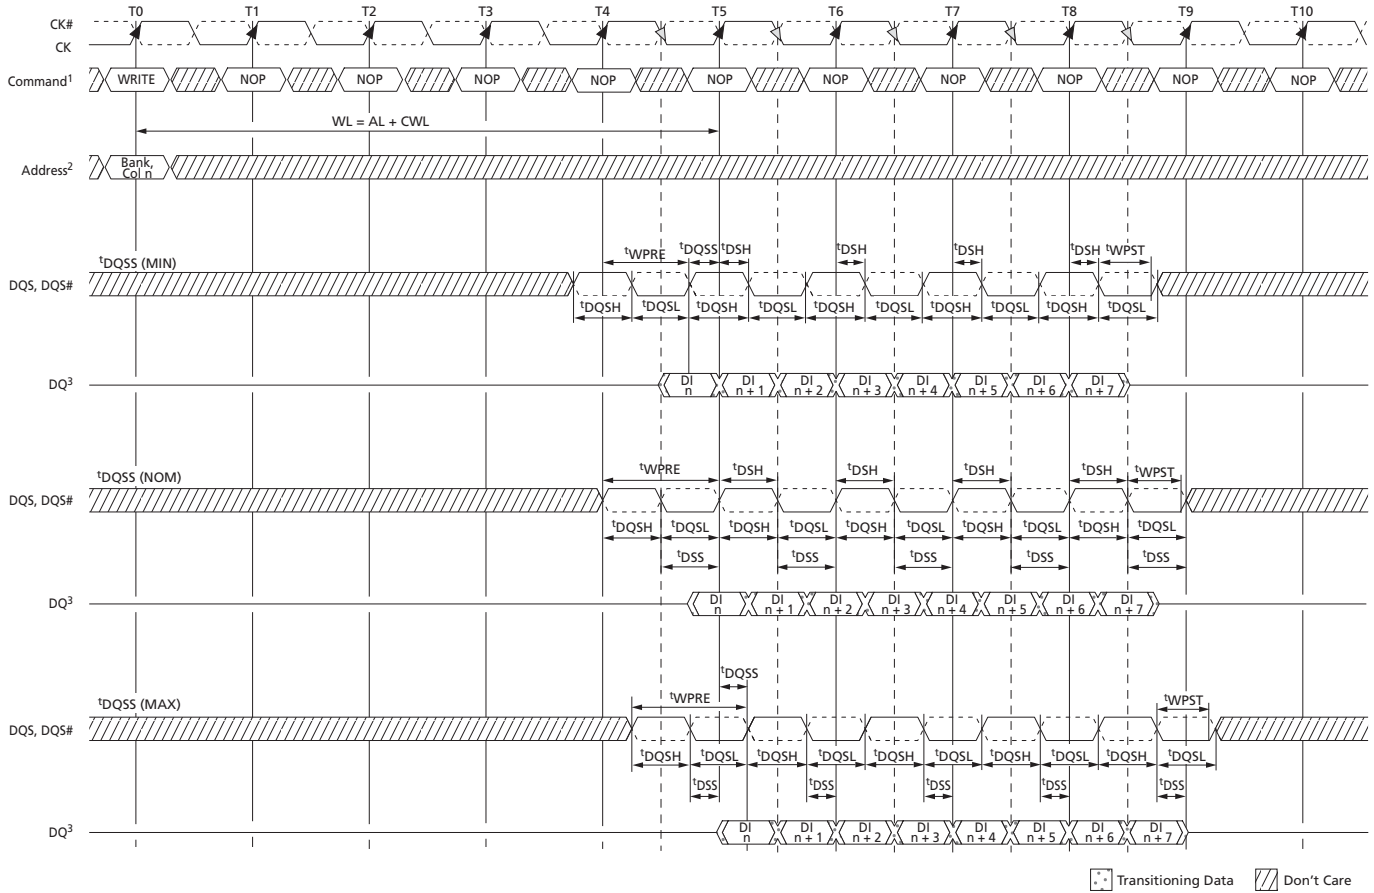 T0 T1 T2 T3 T4 T5 T6 T7 T8 T9 T10
CK#
CK
Command1 WRITE NOP NOP NOP NOP NOP NOP NOP NOP NOP NOP
WL = AL + CWL
Address2 Bank, Col n
tDQSS (MIN) tWPRE tDQSS tDSH tDSH tDSH tDSH tWPST
DQS, DQS#
tDQSH tDQSL tDQSH tDQSL tDQSH tDQSL tDQSH tDQSL tDQSH tDQSL
DQ3 DI n DI n + 1 DI n + 2 DI n + 3 DI n + 4 DI n + 5 DI n + 6 DI n + 7
tDQSS (NOM) tWPRE tDSH tDSH tDSH tDSH tWPST
DQS, DQS#
tDQSH tDQSL tDQSH tDQSL tDQSH tDQSL tDQSH tDQSL tDQSH tDQSL
tDSS tDSS tDSS tDSS tDSS
DQ3 DI n DI n + 1 DI n + 2 DI n + 3 DI n + 4 DI n + 5 DI n + 6 DI n + 7
tDQSS
tDQSS (MAX) tWPRE tWPST
DQS, DQS#
tDQSH tDQSL tDQSH tDQSL tDQSH tDQSL tDQSH tDQSL tDQSH tDQSL
tDSS tDSS tDSS tDSS tDSS
DQ3 DI n DI n + 1 DI n + 2 DI n + 3 DI n + 4 DI n + 5 DI n + 6 DI n + 7
Transitioning Data Don't Care